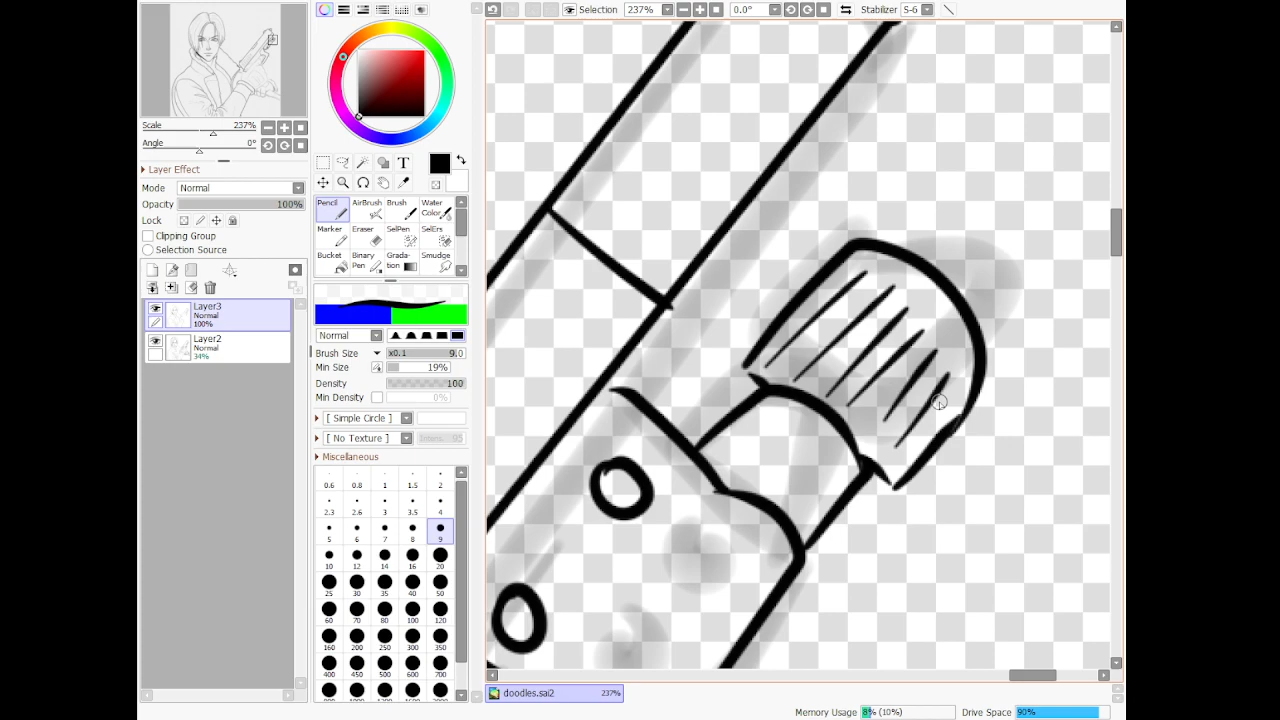 Selection 237% 0.0° Stabilizer S-6
Scale 237%
Angle 0°
Layer Effect
Mode Normal
Opacity 100%
Lock
Clipping Group
Selection Source
Layer3
Normal
100%
Layer2
Normal
34%
T
Pencil AirBrush Brush Water Color
Marker Eraser SelPen SelErs
Bucket Binary Pen Grada-tion Smudge
Normal
Brush Size x0.1 9.0
Min Size 19%
Density 100
Min Density 0%
[ Simple Circle ]
[ No Texture ] Intens. 95
Miscellaneous
0.6 0.8 1 1.5 2
2.3 2.6 3 3.5 4
5 6 7 8 9
10 12 14 16 20
25 30 35 40 50
60 70 80 100 120
160 200 250 300 350
400 450 500 600 700
doodles.sai2 237%
Memory Usage 8% (10%) Drive Space 90%